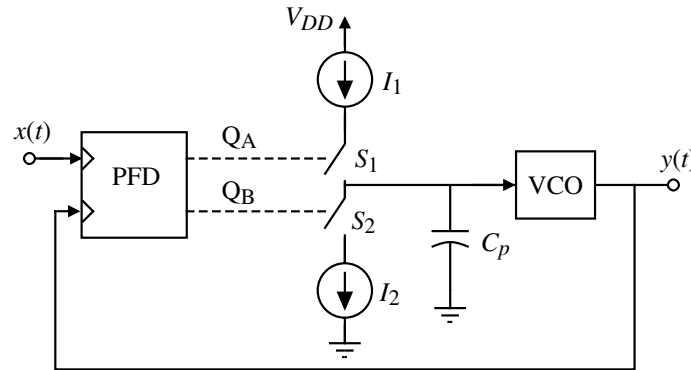 V_DD
I_1
x(t)
Q_A
S_1
y(t)
PFD
VCO
Q_B
S_2
C_p
I_2